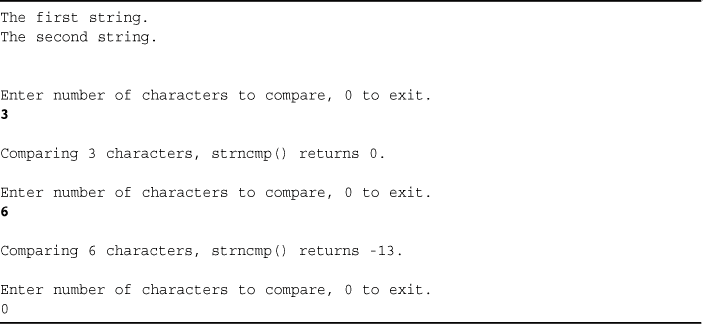 The first string.
The second string.
Enter number of characters to compare, 0 to exit.
3
Comparing 3 characters, strncmp() returns 0.
Enter number of characters to compare, 0 to exit.
6
Comparing 6 characters, strncmp() returns -13.
Enter number of characters to compare, 0 to exit.
0